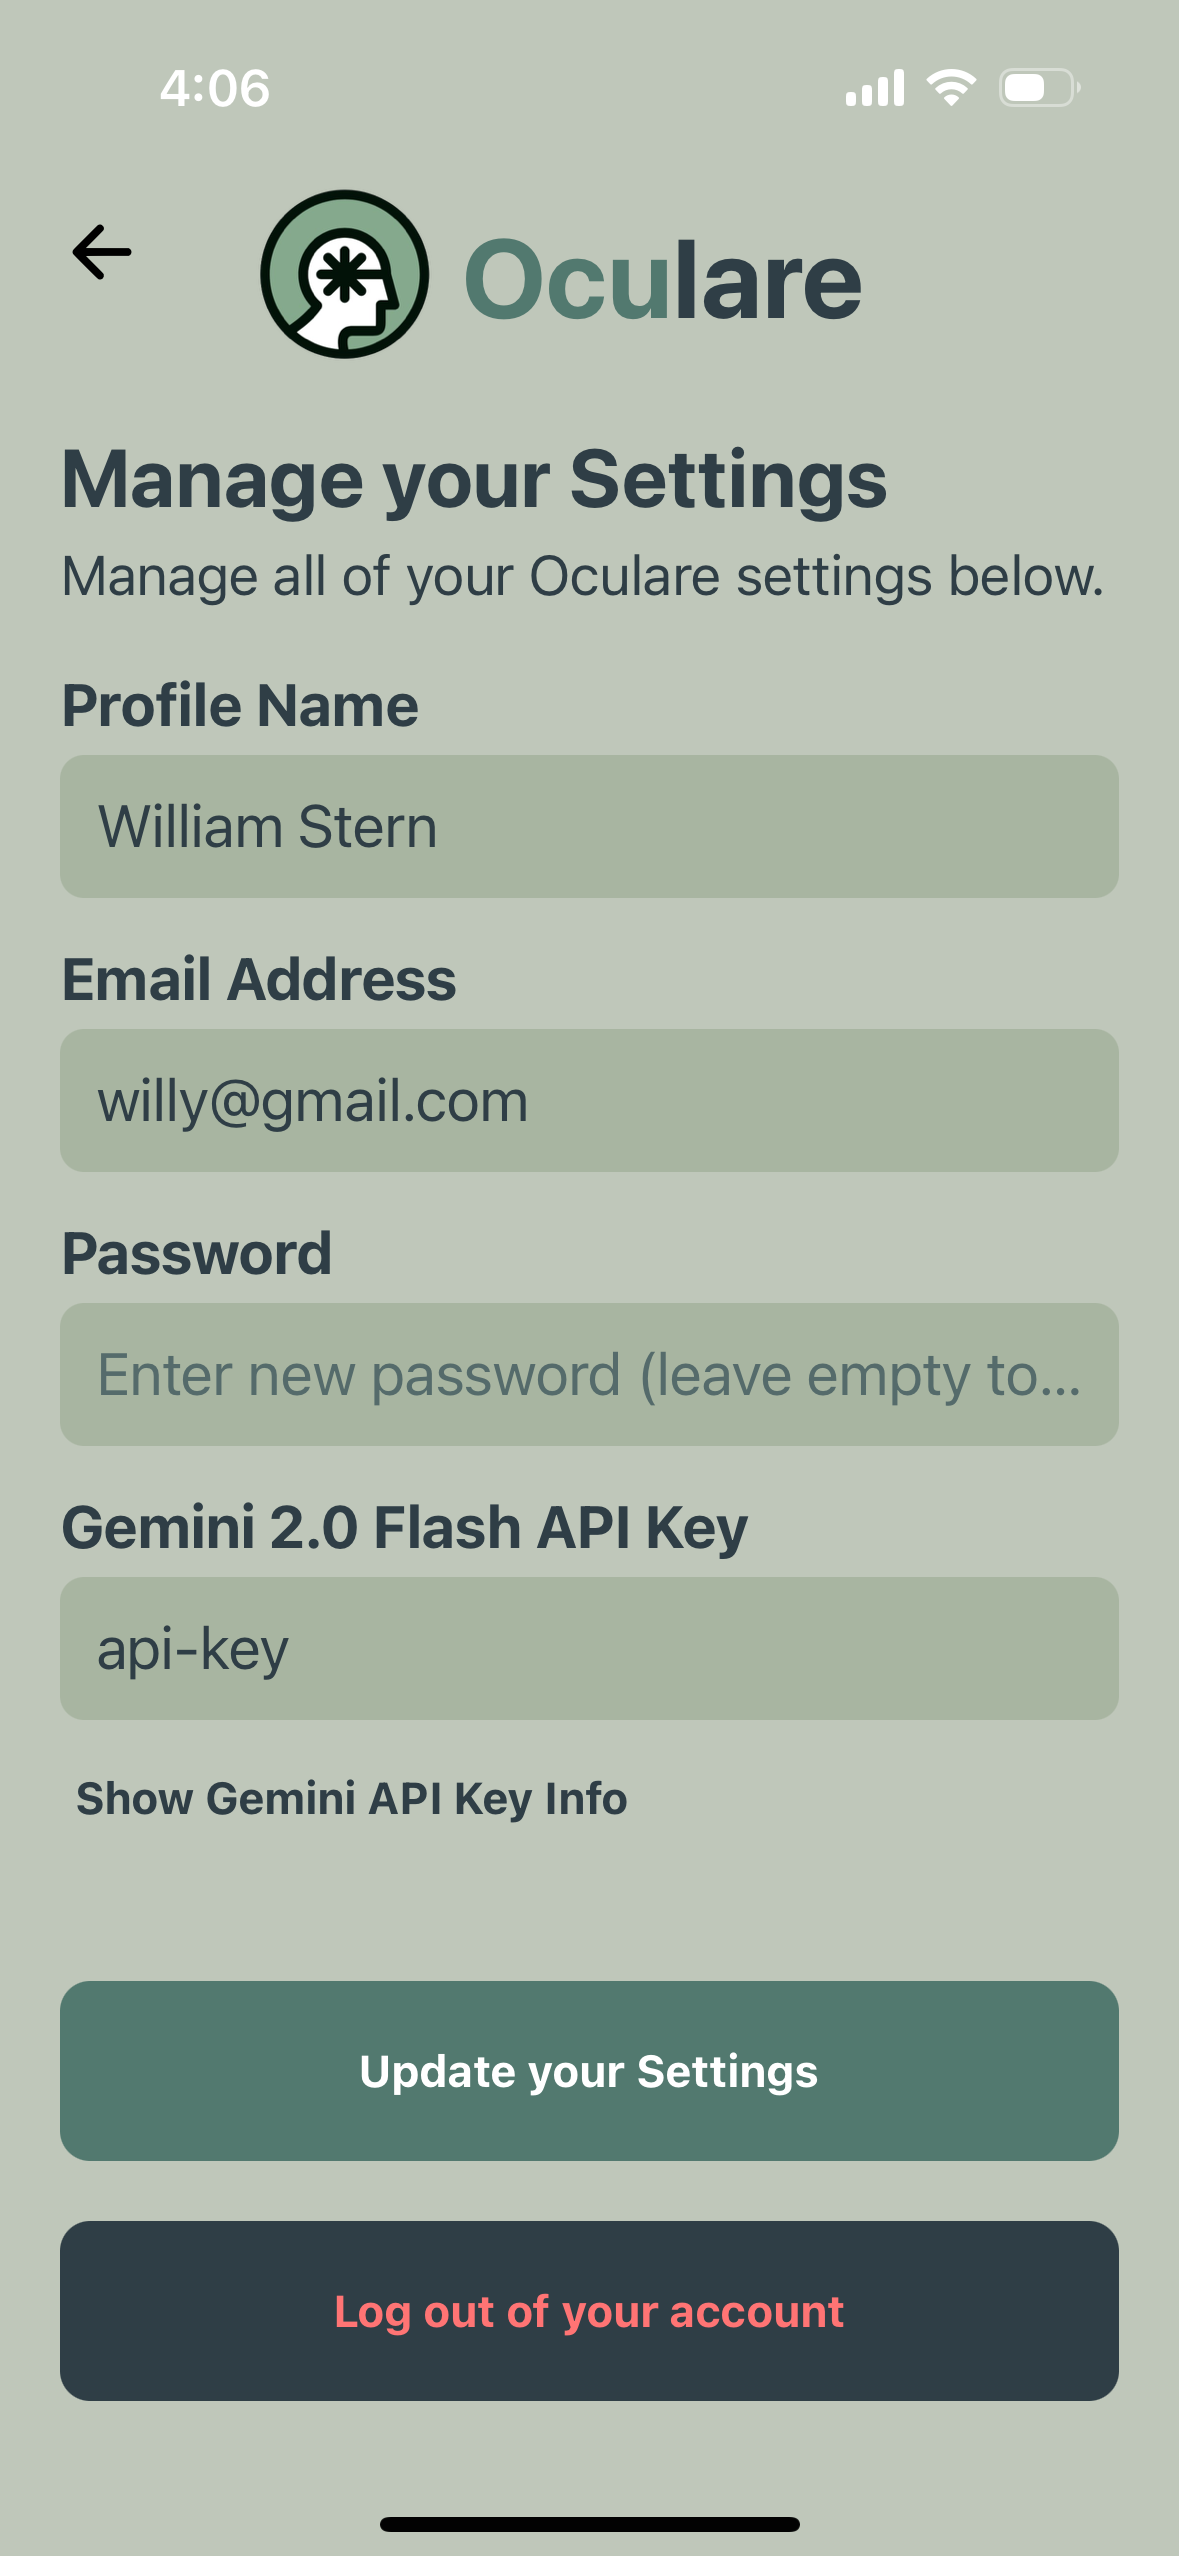 4:06
Oculare
Manage your Settings
Manage all of your Oculare settings below.
Profile Name
William Stern
Email Address
willy@gmail.com
Password
Enter new password (leave empty to...
Gemini 2.0 Flash API Key
api-key
Show Gemini API Key Info
Update your Settings
Log out of your account